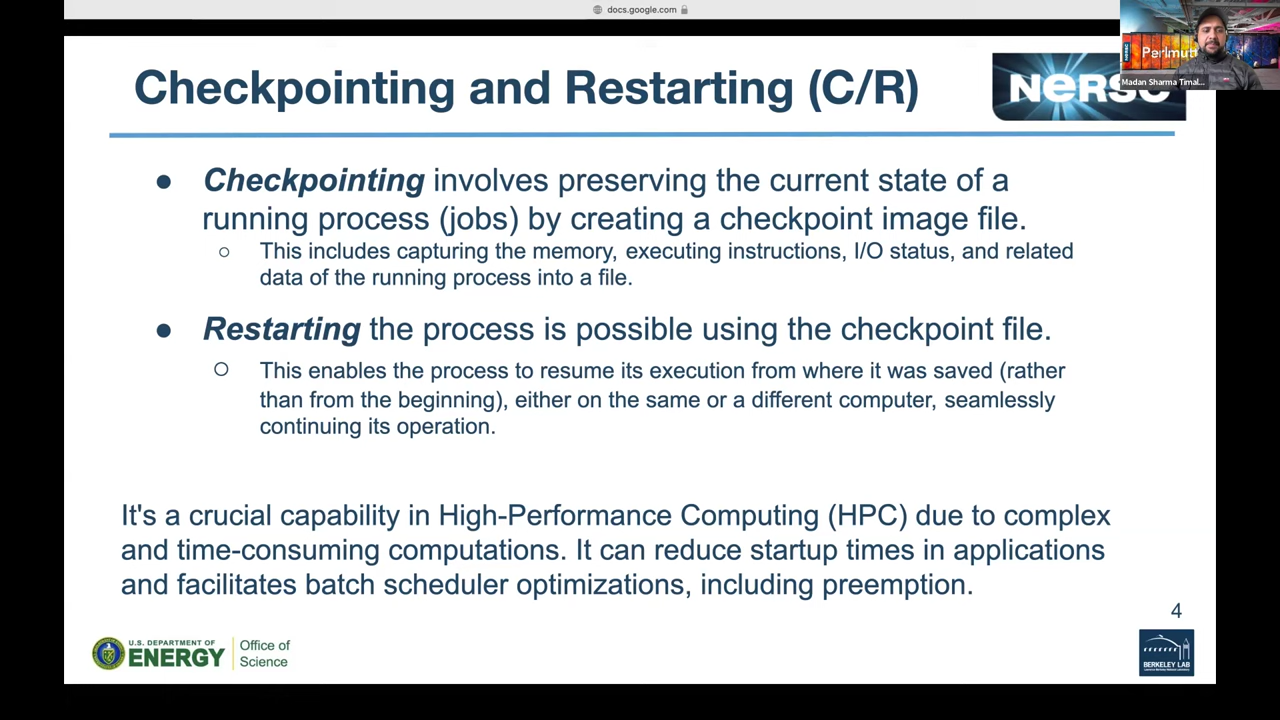 docs.google.com
Checkpointing and Restarting (C/R)
NERSC
NERSC
Perlmutt
Madan Sharma Timal...
● Checkpointing involves preserving the current state of a
running process (jobs) by creating a checkpoint image file.
○ This includes capturing the memory, executing instructions, I/O status, and related
data of the running process into a file.
● Restarting the process is possible using the checkpoint file.
○ This enables the process to resume its execution from where it was saved (rather
than from the beginning), either on the same or a different computer, seamlessly
continuing its operation.
It's a crucial capability in High-Performance Computing (HPC) due to complex
and time-consuming computations. It can reduce startup times in applications
and facilitates batch scheduler optimizations, including preemption.
4
U.S. DEPARTMENT OF
ENERGY
Office of
Science
BERKELEY LAB